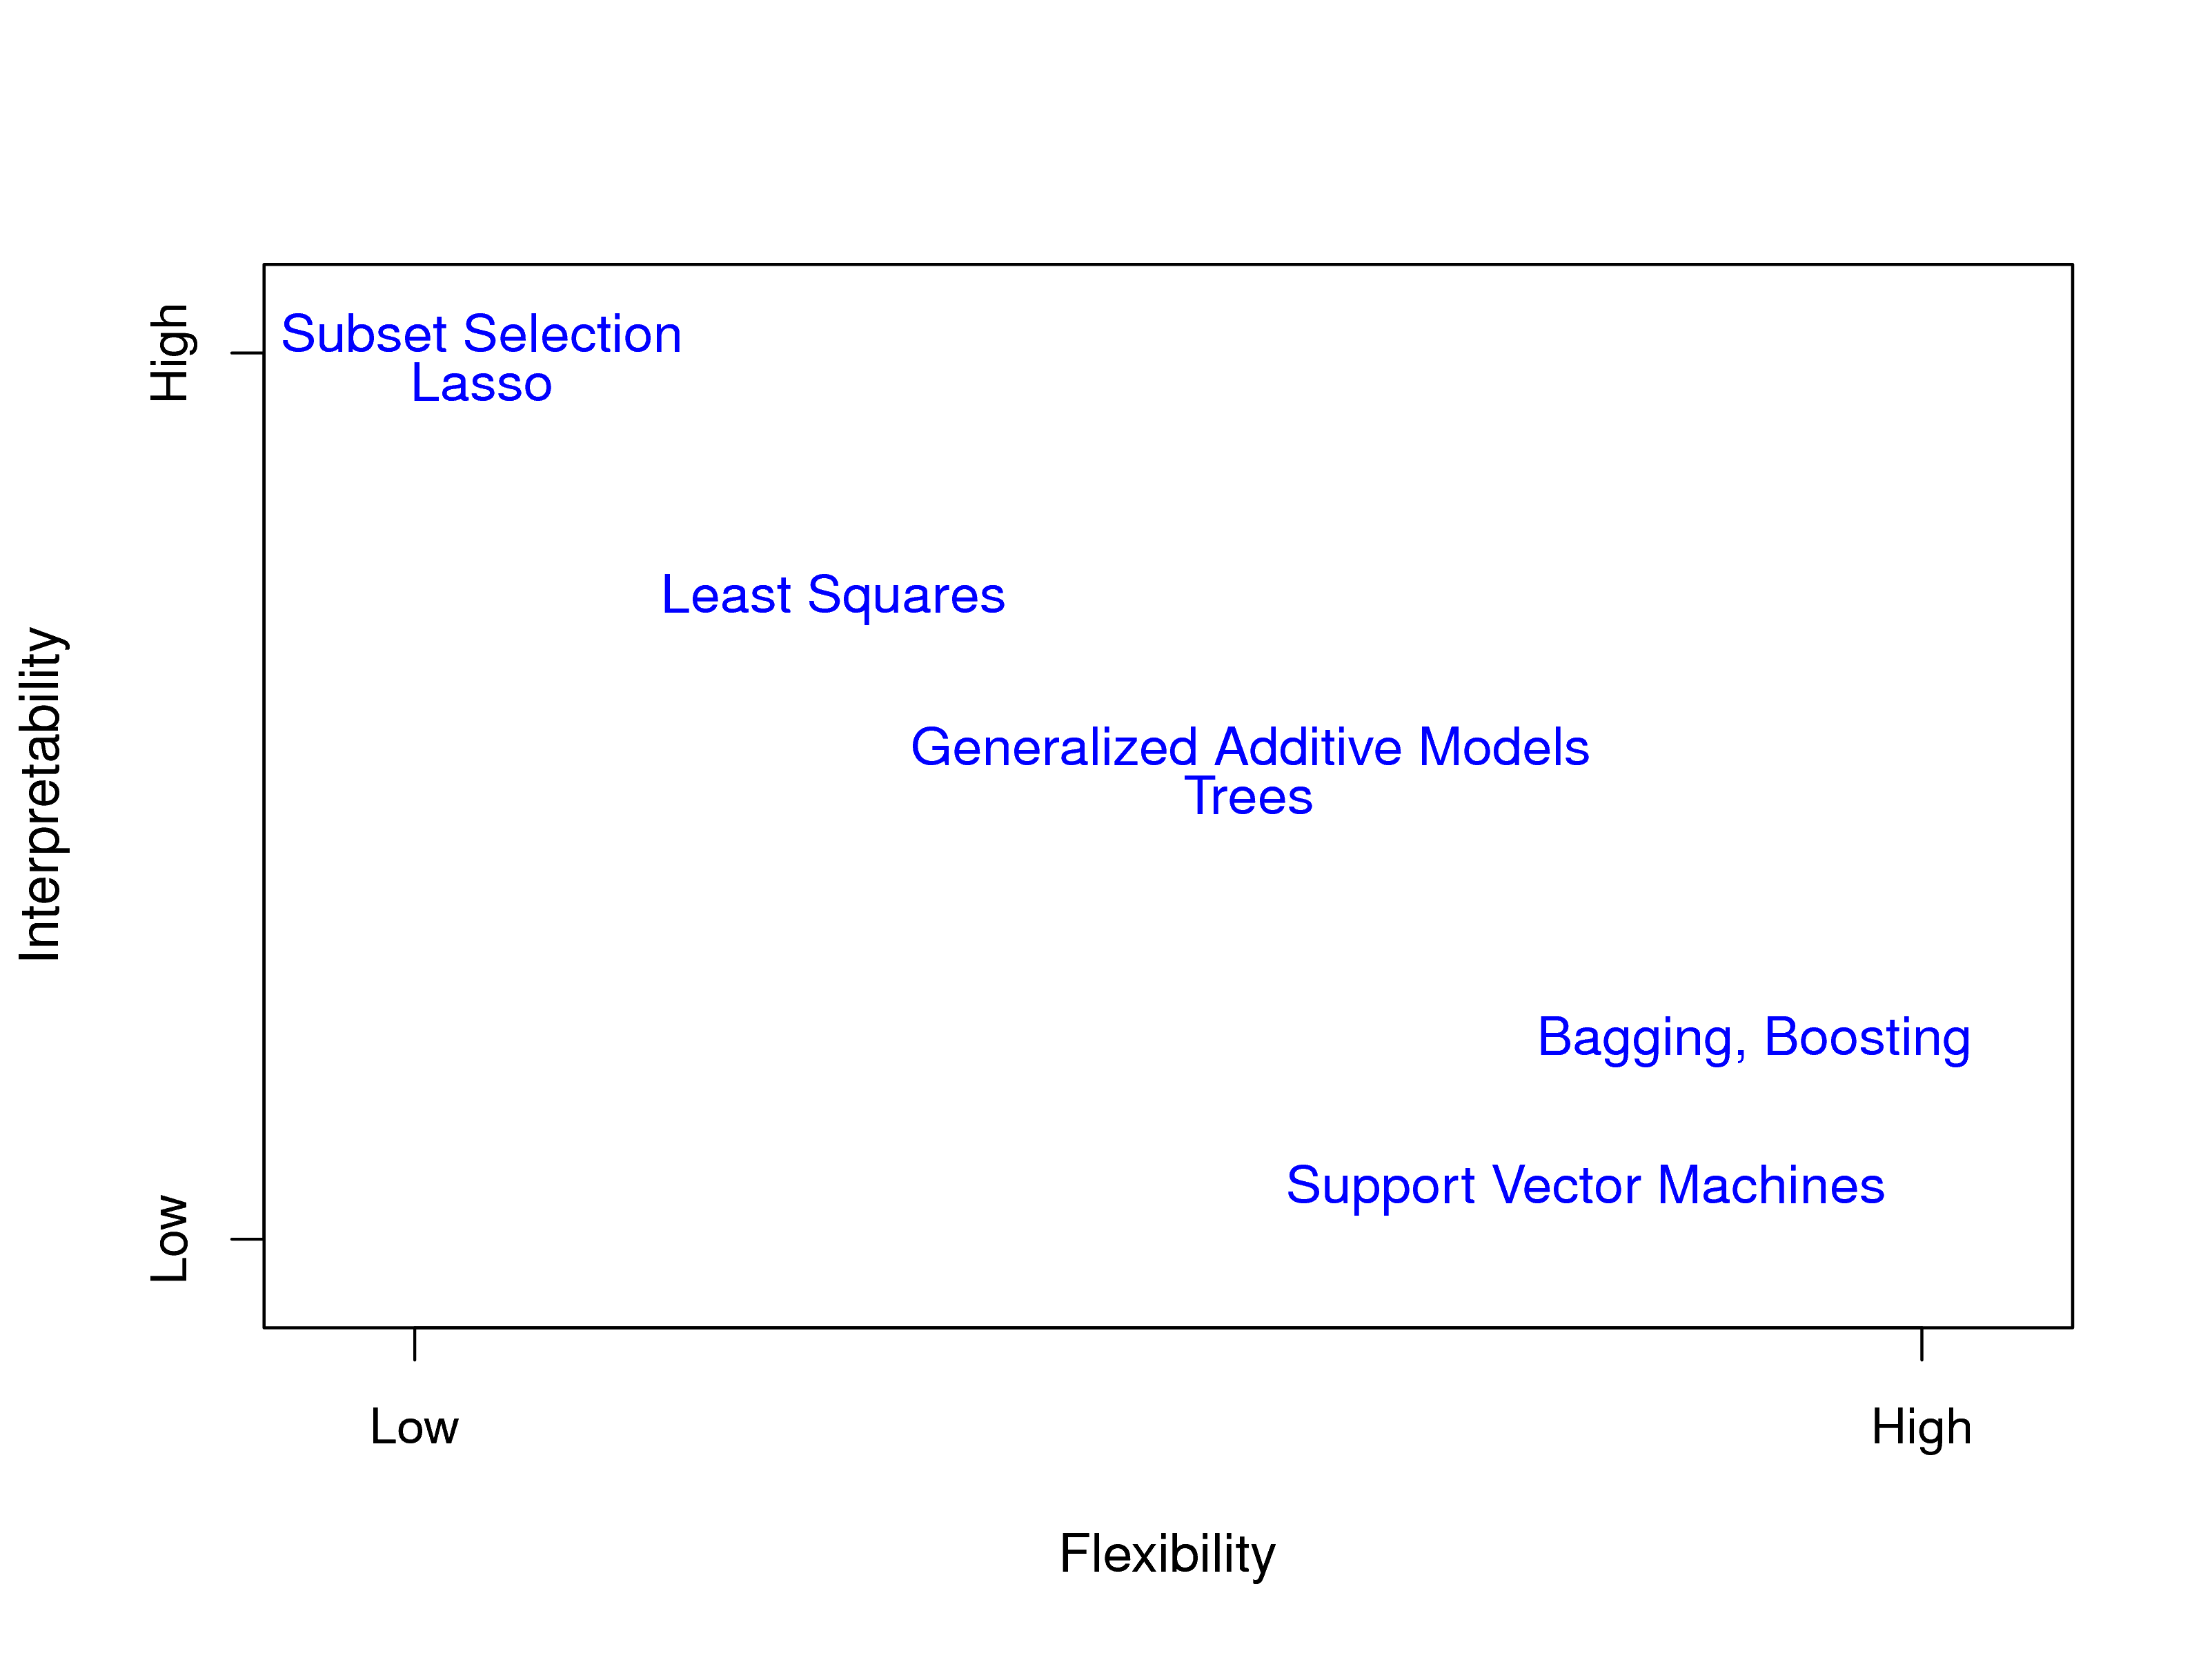 High
Subset Selection
Lasso
Least Squares
Interpretability
Generalized Additive Models
Trees
Bagging, Boosting
Support Vector Machines
Low
Low
High
Flexibility